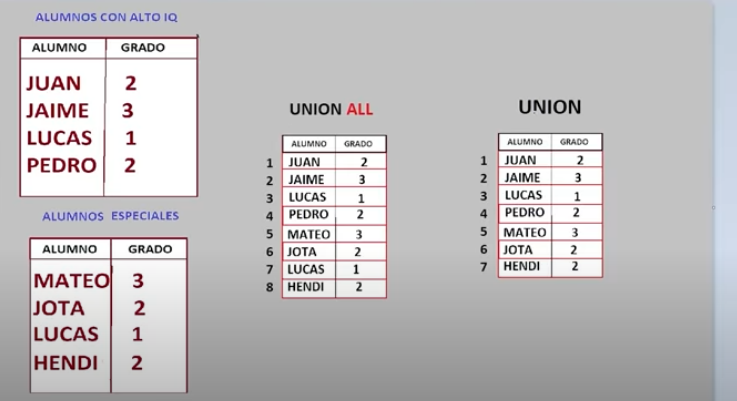 ALUMNOS CON ALTO IQ
ALUMNO GRADO
JUAN 2
JAIME 3
LUCAS 1
PEDRO 2
ALUMNOS ESPECIALES
ALUMNO GRADO
MATEO 3
JOTA 2
LUCAS 1
HENDI 2
UNION ALL
ALUMNO GRADO
1 JUAN 2
2 JAIME 3
3 LUCAS 1
4 PEDRO 2
5 MATEO 3
6 JOTA 2
7 LUCAS 1
8 HENDI 2
UNION
ALUMNO GRADO
1 JUAN 2
2 JAIME 3
3 LUCAS 1
4 PEDRO 2
5 MATEO 3
6 JOTA 2
7 HENDI 2